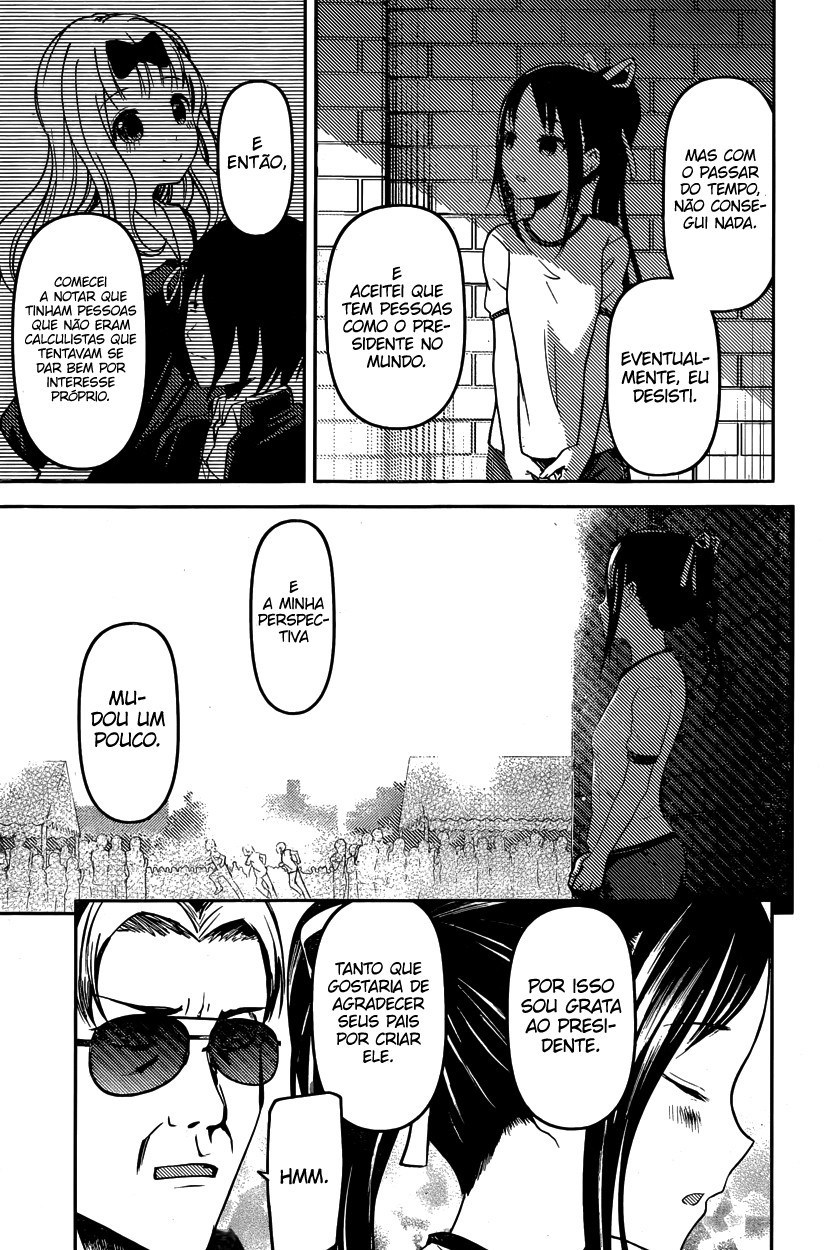 MAS COM
O PASSAR
DO TEMPO,
NÃO CONSE-
GUI NADA.
EVENTUAL-
MENTE, EU
DESISTI.
E
ACEITEI QUE
TEM PESSOAS
COMO O PRE-
SIDENTE NO
MUNDO.
E
ENTÃO,
COMECEI
A NOTAR QUE
TINHAM PESSOAS
QUE NÃO ERAM
CALCULISTAS QUE
TENTAVAM SE
DAR BEM POR
INTERESSE
PRÓPRIO.
E
A MINHA
PERSPEC-
TIVA
MU-
DOU UM
POUCO.
POR ISSO
SOU GRATA
AO PRESI-
DENTE.
TANTO QUE
GOSTARIA DE
AGRADECER
SEUS PAIS
POR CRIAR
ELE.
HMM.